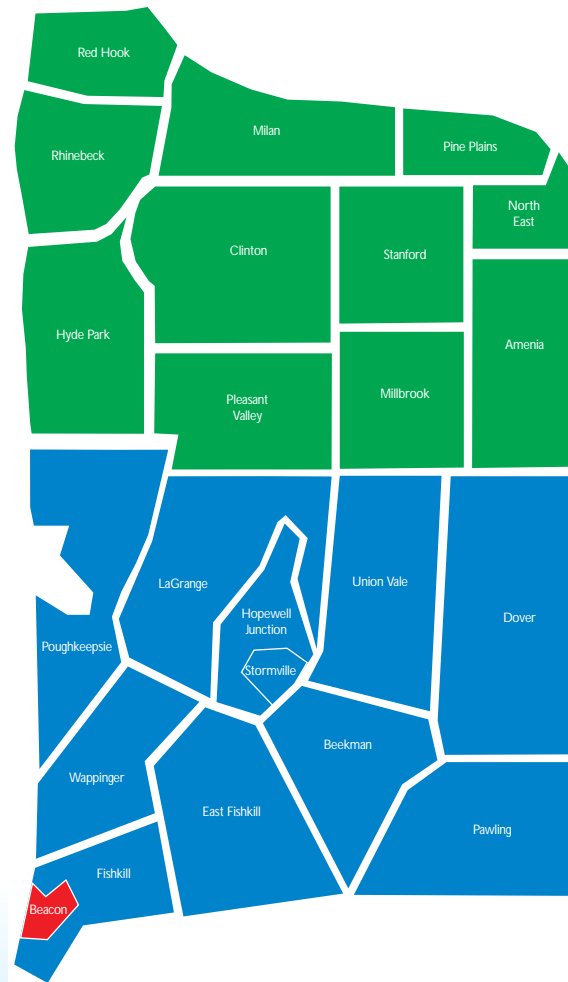 Red Hook
Milan
Pine Plains
Rhinebeck
North
East
Clinton
Stanford
Hyde Park
Amenia
Pleasant
Valley
Millbrook
LaGrange
Union Vale
Hopewell
Junction
Dover
Poughkeepsie
Stormville
Beekman
Wappinger
East Fishkill
Pawling
Fishkill
Beacon